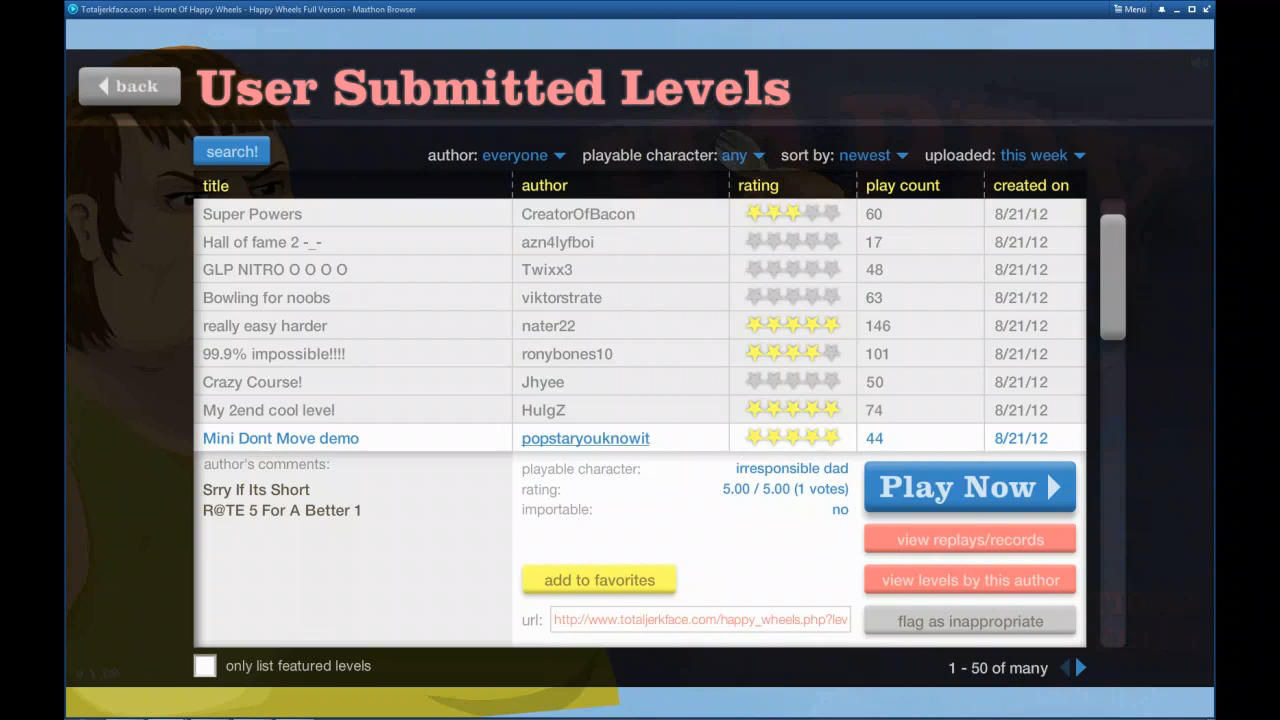 Totaljerkface.com - Home Of Happy Wheels - Happy Wheels Full Version - Maxthon Browser
Menü
back
User Submitted Levels
search!
author: everyone playable character: any sort by: newest uploaded: this week
title author rating play count created on
Super Powers CreatorOfBacon 60 8/21/12
Hall of fame 2 -_- azn4lyfboi 17 8/21/12
GLP NITRO O O O O Twixx3 48 8/21/12
Bowling for noobs viktorstrate 63 8/21/12
really easy harder nater22 146 8/21/12
99.9% impossible!!!! ronybones10 101 8/21/12
Crazy Course! Jhyee 50 8/21/12
My 2end cool level HulgZ 74 8/21/12
Mini Dont Move demo popstaryouknowit 44 8/21/12
author's comments:
Srry If Its Short
R@TE 5 For A Better 1
playable character: irresponsible dad
rating: 5.00 / 5.00 (1 votes)
importable: no
add to favorites
url: http://www.totaljerkface.com/happy_wheels.php?lev
Play Now
view replays/records
view levels by this author
flag as inappropriate
only list featured levels
1 - 50 of many